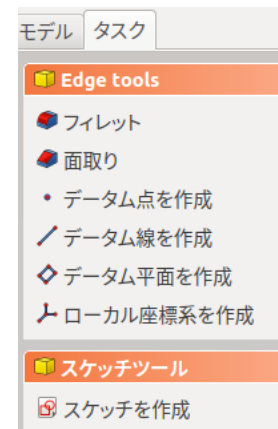 モデル タスク
Edge tools
フィレット
面取り
データム点を作成
データム線を作成
データム平面を作成
ローカル座標系を作成
スケッチツール
スケッチを作成